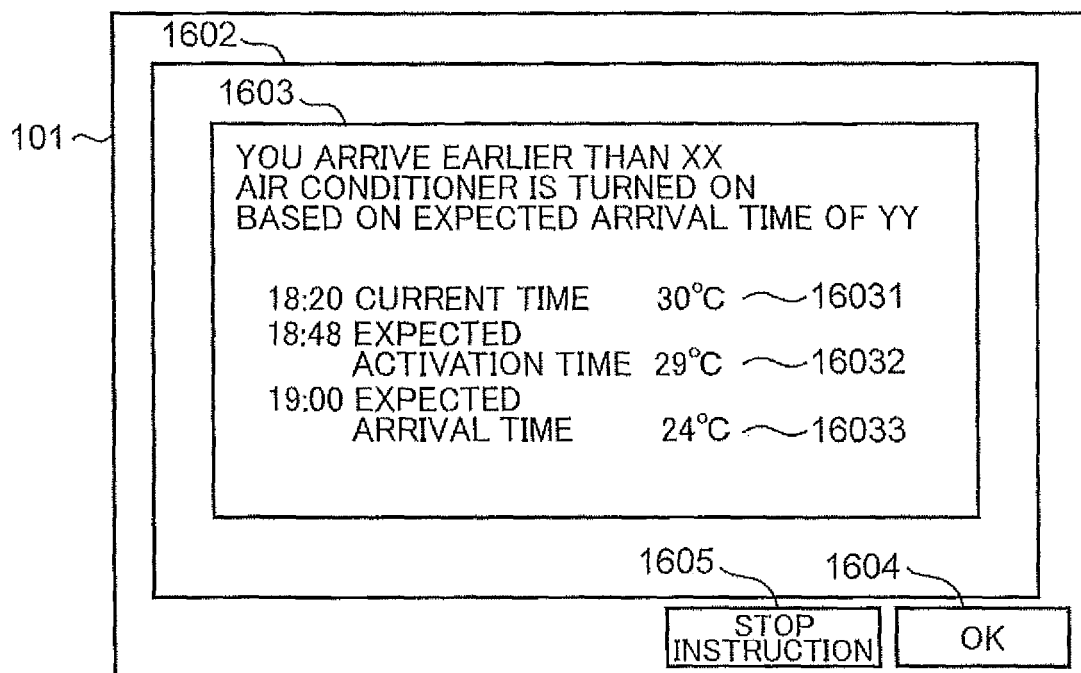 1602
1603
101
YOU ARRIVE EARLIER THAN XX
AIR CONDITIONER IS TURNED ON
BASED ON EXPECTED ARRIVAL TIME OF YY
18:20 CURRENT TIME 30°C 16031
18:48 EXPECTED
ACTIVATION TIME 29°C 16032
19:00 EXPECTED
ARRIVAL TIME 24°C 16033
1605 1604
STOP
INSTRUCTION
OK